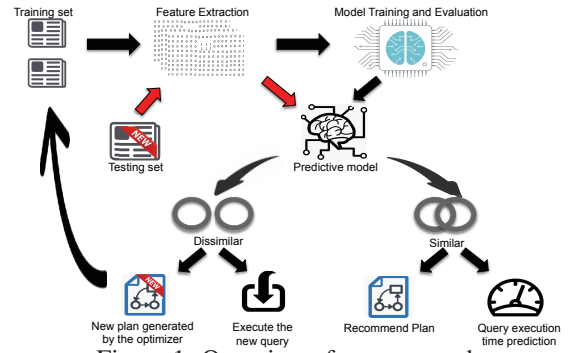 Training set
Feature Extraction
Model Training and Evaluation
NEW
Testing set
Predictive model
Dissimilar
Similar
NEW
New plan generated
by the optimizer
Execute the
new query
Recommend Plan
Query execution
time prediction